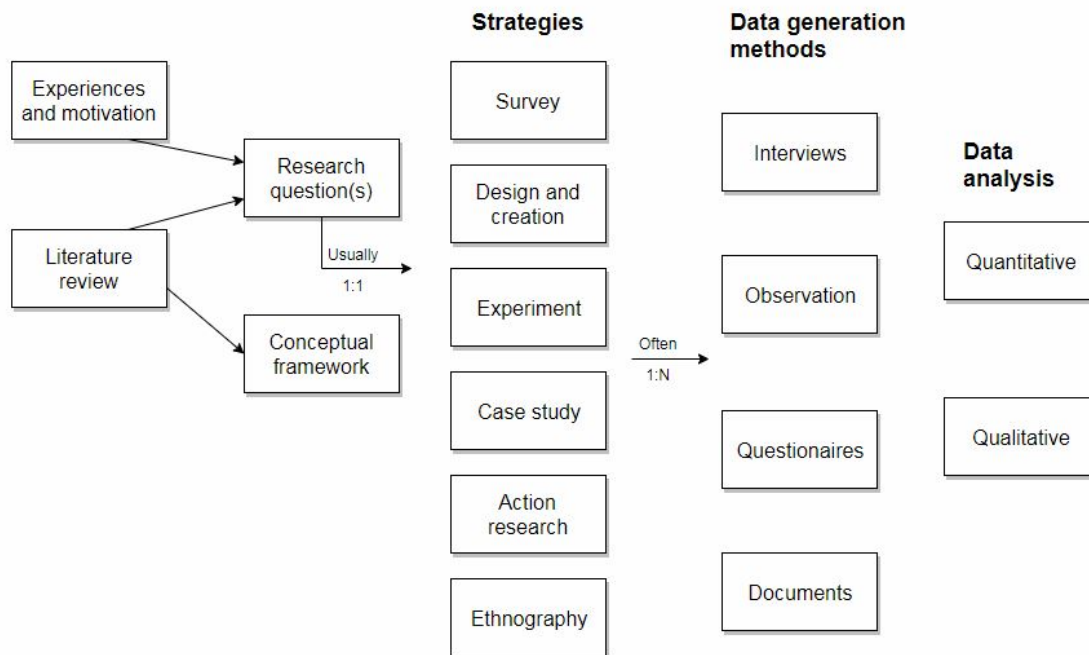 Strategies
Data generation
methods
Experiences
and motivation
Survey
Interviews
Research
question(s)
Data
analysis
Design and
creation
Literature
review
Usually
1:1
Quantitative
Observation
Experiment
Conceptual
framework
Often
1:N
Case study
Questionaires
Qualitative
Action
research
Documents
Ethnography